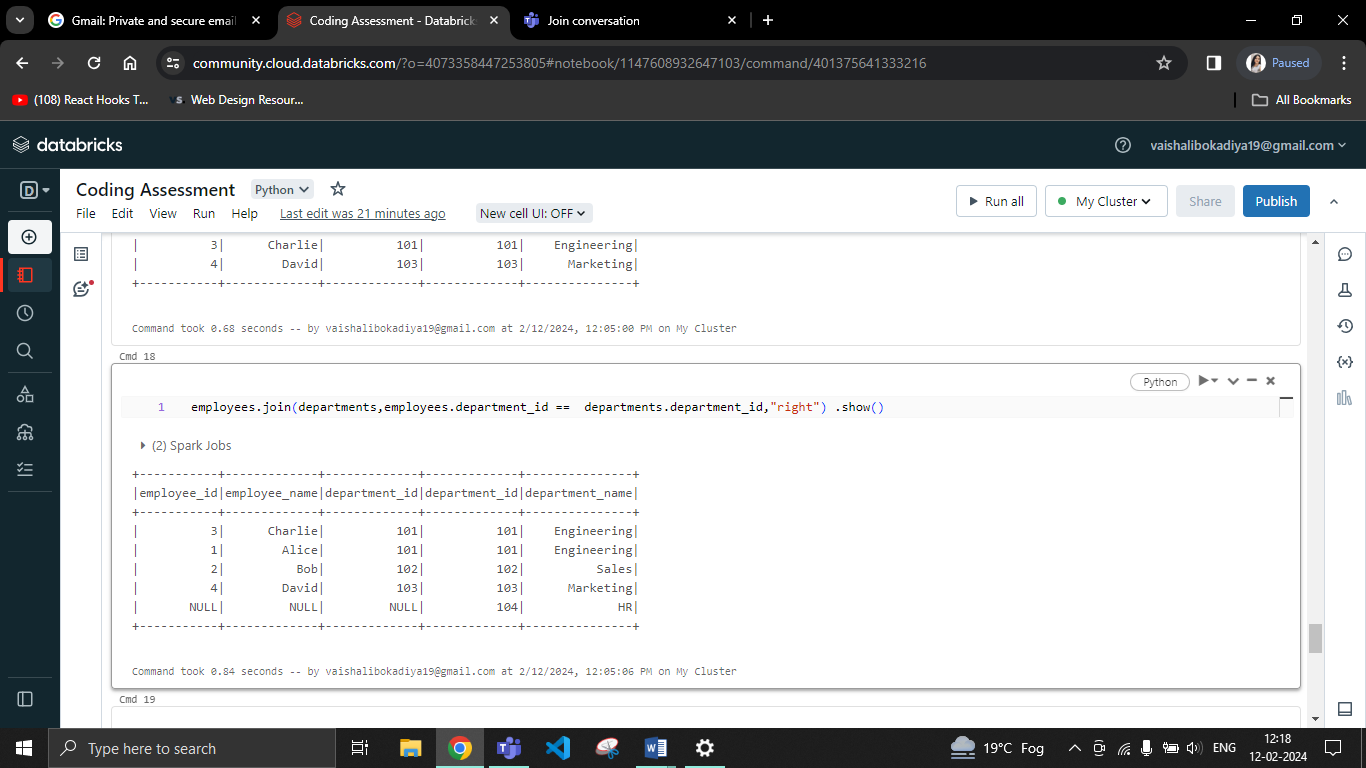 Gmail: Private and secure email
Coding Assessment - Databricks
Join conversation
community.cloud.databricks.com/?o=4073358447253805#notebook/1147608932647103/command/401375641333216
Paused
(108) React Hooks T...
VS Web Design Resour...
All Bookmarks
databricks
vaishalibokadiya19@gmail.com
D
Coding Assessment Python
File Edit View Run Help Last edit was 21 minutes ago New cell UI: OFF
Run all My Cluster Share Publish
| 3| Charlie| 101| 101| Engineering|
| 4| David| 103| 103| Marketing|
+-----------+-------------+-------------+-------------+---------------+
Command took 0.68 seconds -- by vaishalibokadiya19@gmail.com at 2/12/2024, 12:05:00 PM on My Cluster
Cmd 18
Python
1 employees.join(departments,employees.department_id ==  departments.department_id,"right") .show()
(2) Spark Jobs
+-----------+-------------+-------------+-------------+---------------+
|employee_id|employee_name|department_id|department_id|department_name|
+-----------+-------------+-------------+-------------+---------------+
| 3| Charlie| 101| 101| Engineering|
| 1| Alice| 101| 101| Engineering|
| 2| Bob| 102| 102| Sales|
| 4| David| 103| 103| Marketing|
| NULL| NULL| NULL| 104| HR|
+-----------+-------------+-------------+-------------+---------------+
Command took 0.84 seconds -- by vaishalibokadiya19@gmail.com at 2/12/2024, 12:05:06 PM on My Cluster
Cmd 19
Type here to search
19°C Fog
ENG
12:18
12-02-2024